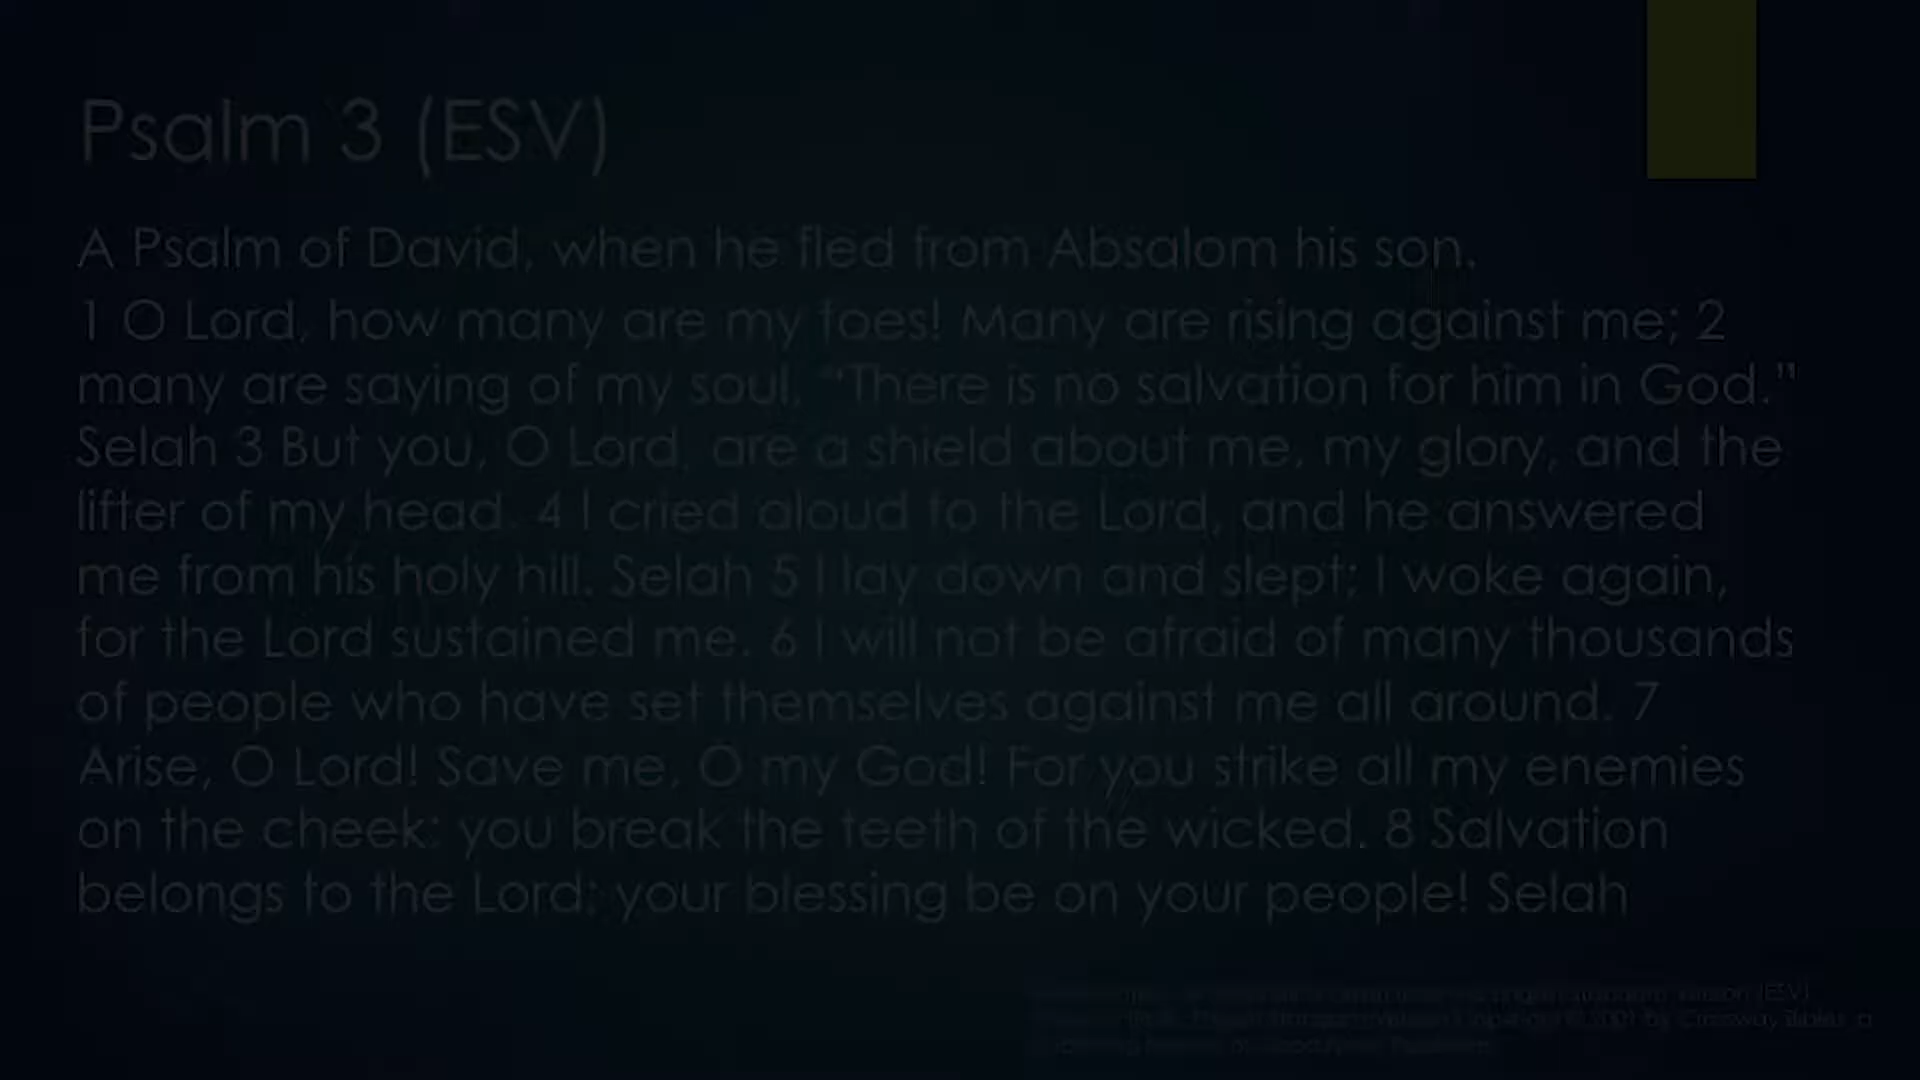 Psalm 3 (ESV)
A Psalm of David, when he fled from Absalom his son.
1 O Lord, how many are my foes! Many are rising against me; 2
many are saying of my soul, "There is no salvation for him in God."
Selah 3 But you, O Lord, are a shield about me, my glory, and the
lifter of my head. 4 I cried aloud to the Lord, and he answered
me from his holy hill. Selah 5 I lay down and slept; I woke again,
for the Lord sustained me. 6 I will not be afraid of many thousands
of people who have set themselves against me all around. 7
Arise, O Lord! Save me, O my God! For you strike all my enemies
on the cheek; you break the teeth of the wicked. 8 Salvation
belongs to the Lord; your blessing be on your people! Selah
Version (ESV)
2001 by Crossway Bibles, a